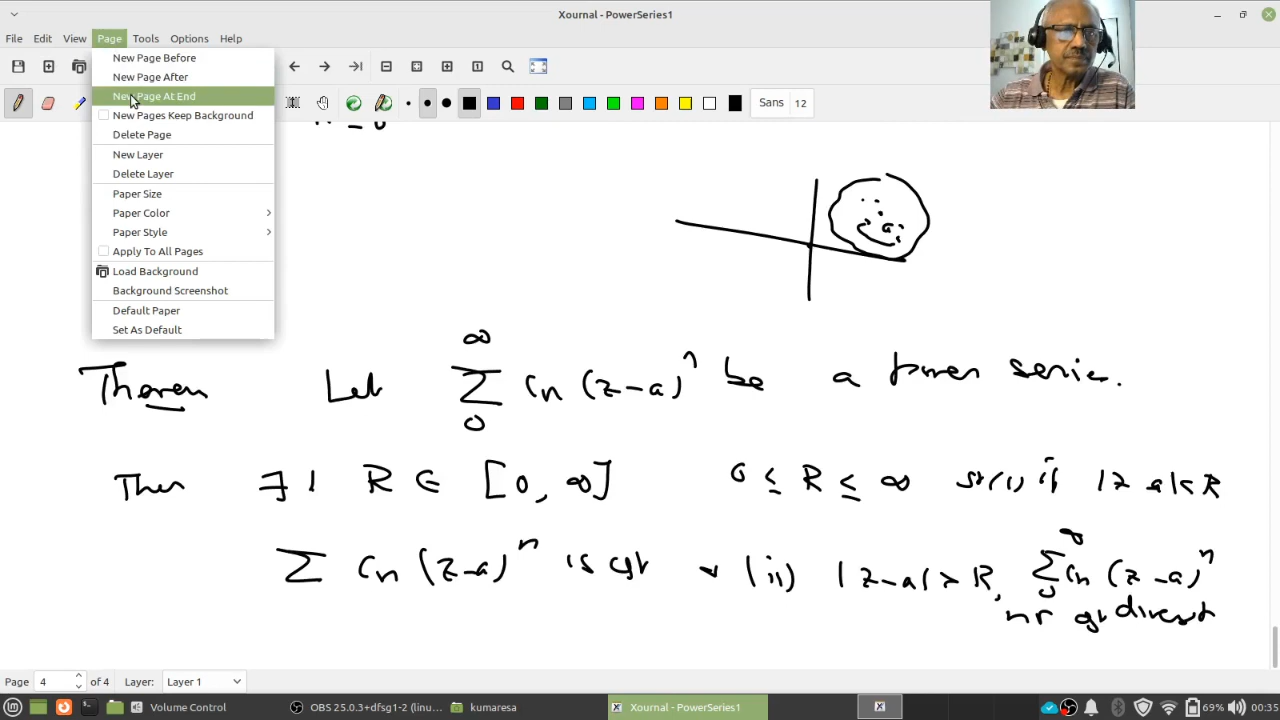 Xournal - PowerSeries1
File Edit View Page Tools Options Help
New Page Before
New Page After
New Page At End
New Pages Keep Background
Delete Page
New Layer
Delete Layer
Paper Size
Paper Color
Paper Style
Apply To All Pages
Load Background
Background Screenshot
Default Paper
Set As Default
Sans 12
a
Theorem Let ∞ ∑ 0 Cn (z-a)^n be a power series.
Then ∃! R ∈ [0, ∞] 0 ≤ R ≤ ∞ st (i) if |z-a|<R
∑ Cn (z-a)^n is cgt (ii) |z-a|>R, ∞ ∑ 0 Cn (z-a)^n
Page 4 of 4 Layer: Layer 1
Volume Control OBS 25.0.3+dfsg1-2 (linu... kumaresa Xournal - PowerSeries1 69% 00:35